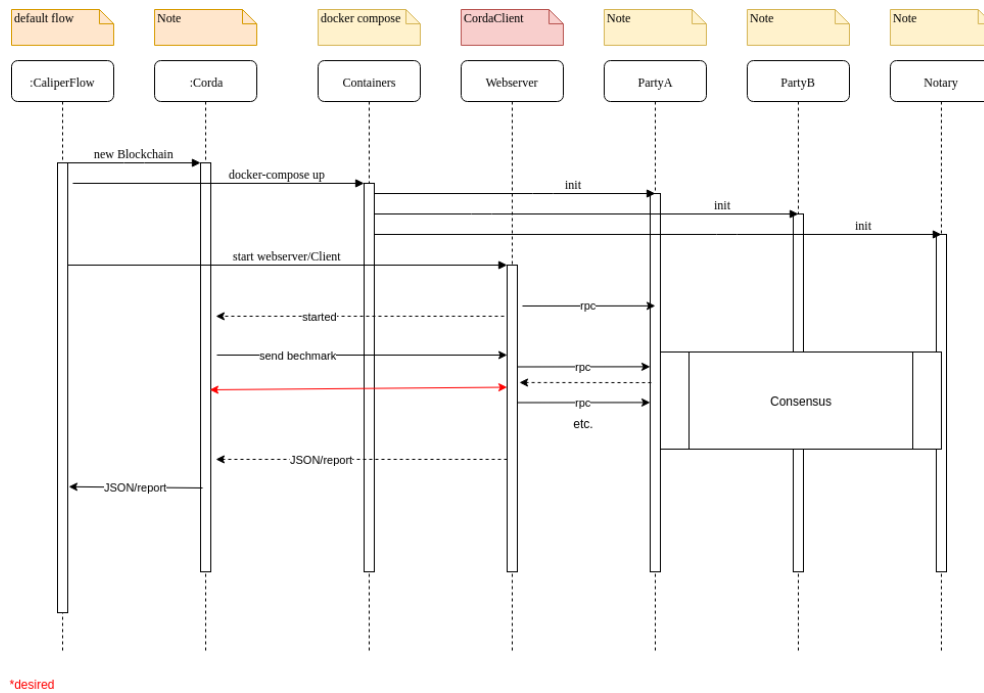 default flow
Note
docker compose
CordaClient
Note
Note
Note
:CaliperFlow
:Corda
Containers
Webserver
PartyA
PartyB
Notary
new Blockchain
docker-compose up
init
init
init
start webserver/Client
rpc
started
send bechmark
rpc
Consensus
rpc
etc.
JSON/report
JSON/report
*desired